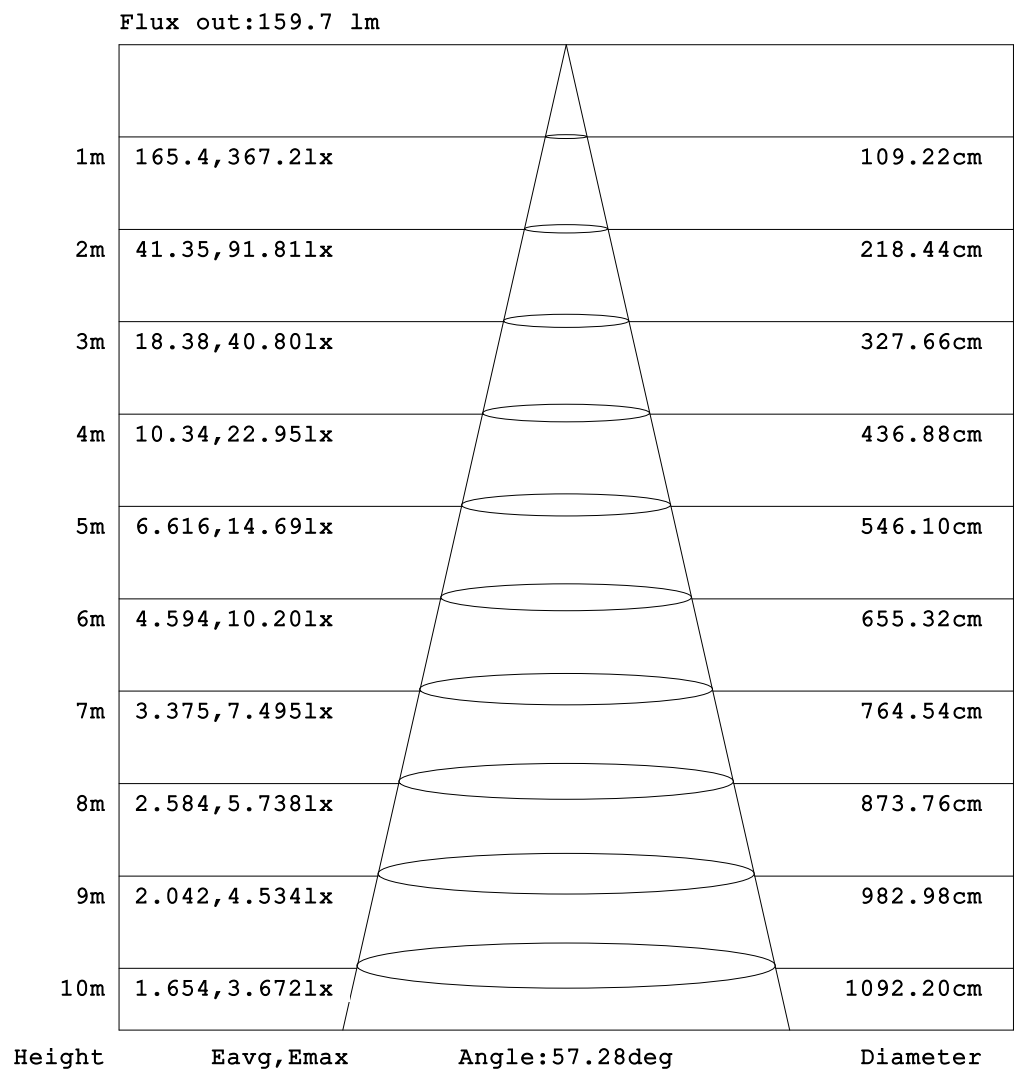 Flux out:159.7 lm
1m 165.4,367.2lx 109.22cm
2m 41.35,91.81lx 218.44cm
3m 18.38,40.80lx 327.66cm
4m 10.34,22.95lx 436.88cm
5m 6.616,14.69lx 546.10cm
6m 4.594,10.20lx 655.32cm
7m 3.375,7.495lx 764.54cm
8m 2.584,5.738lx 873.76cm
9m 2.042,4.534lx 982.98cm
10m 1.654,3.672lx 1092.20cm
Height Eavg,Emax Angle:57.28deg Diameter